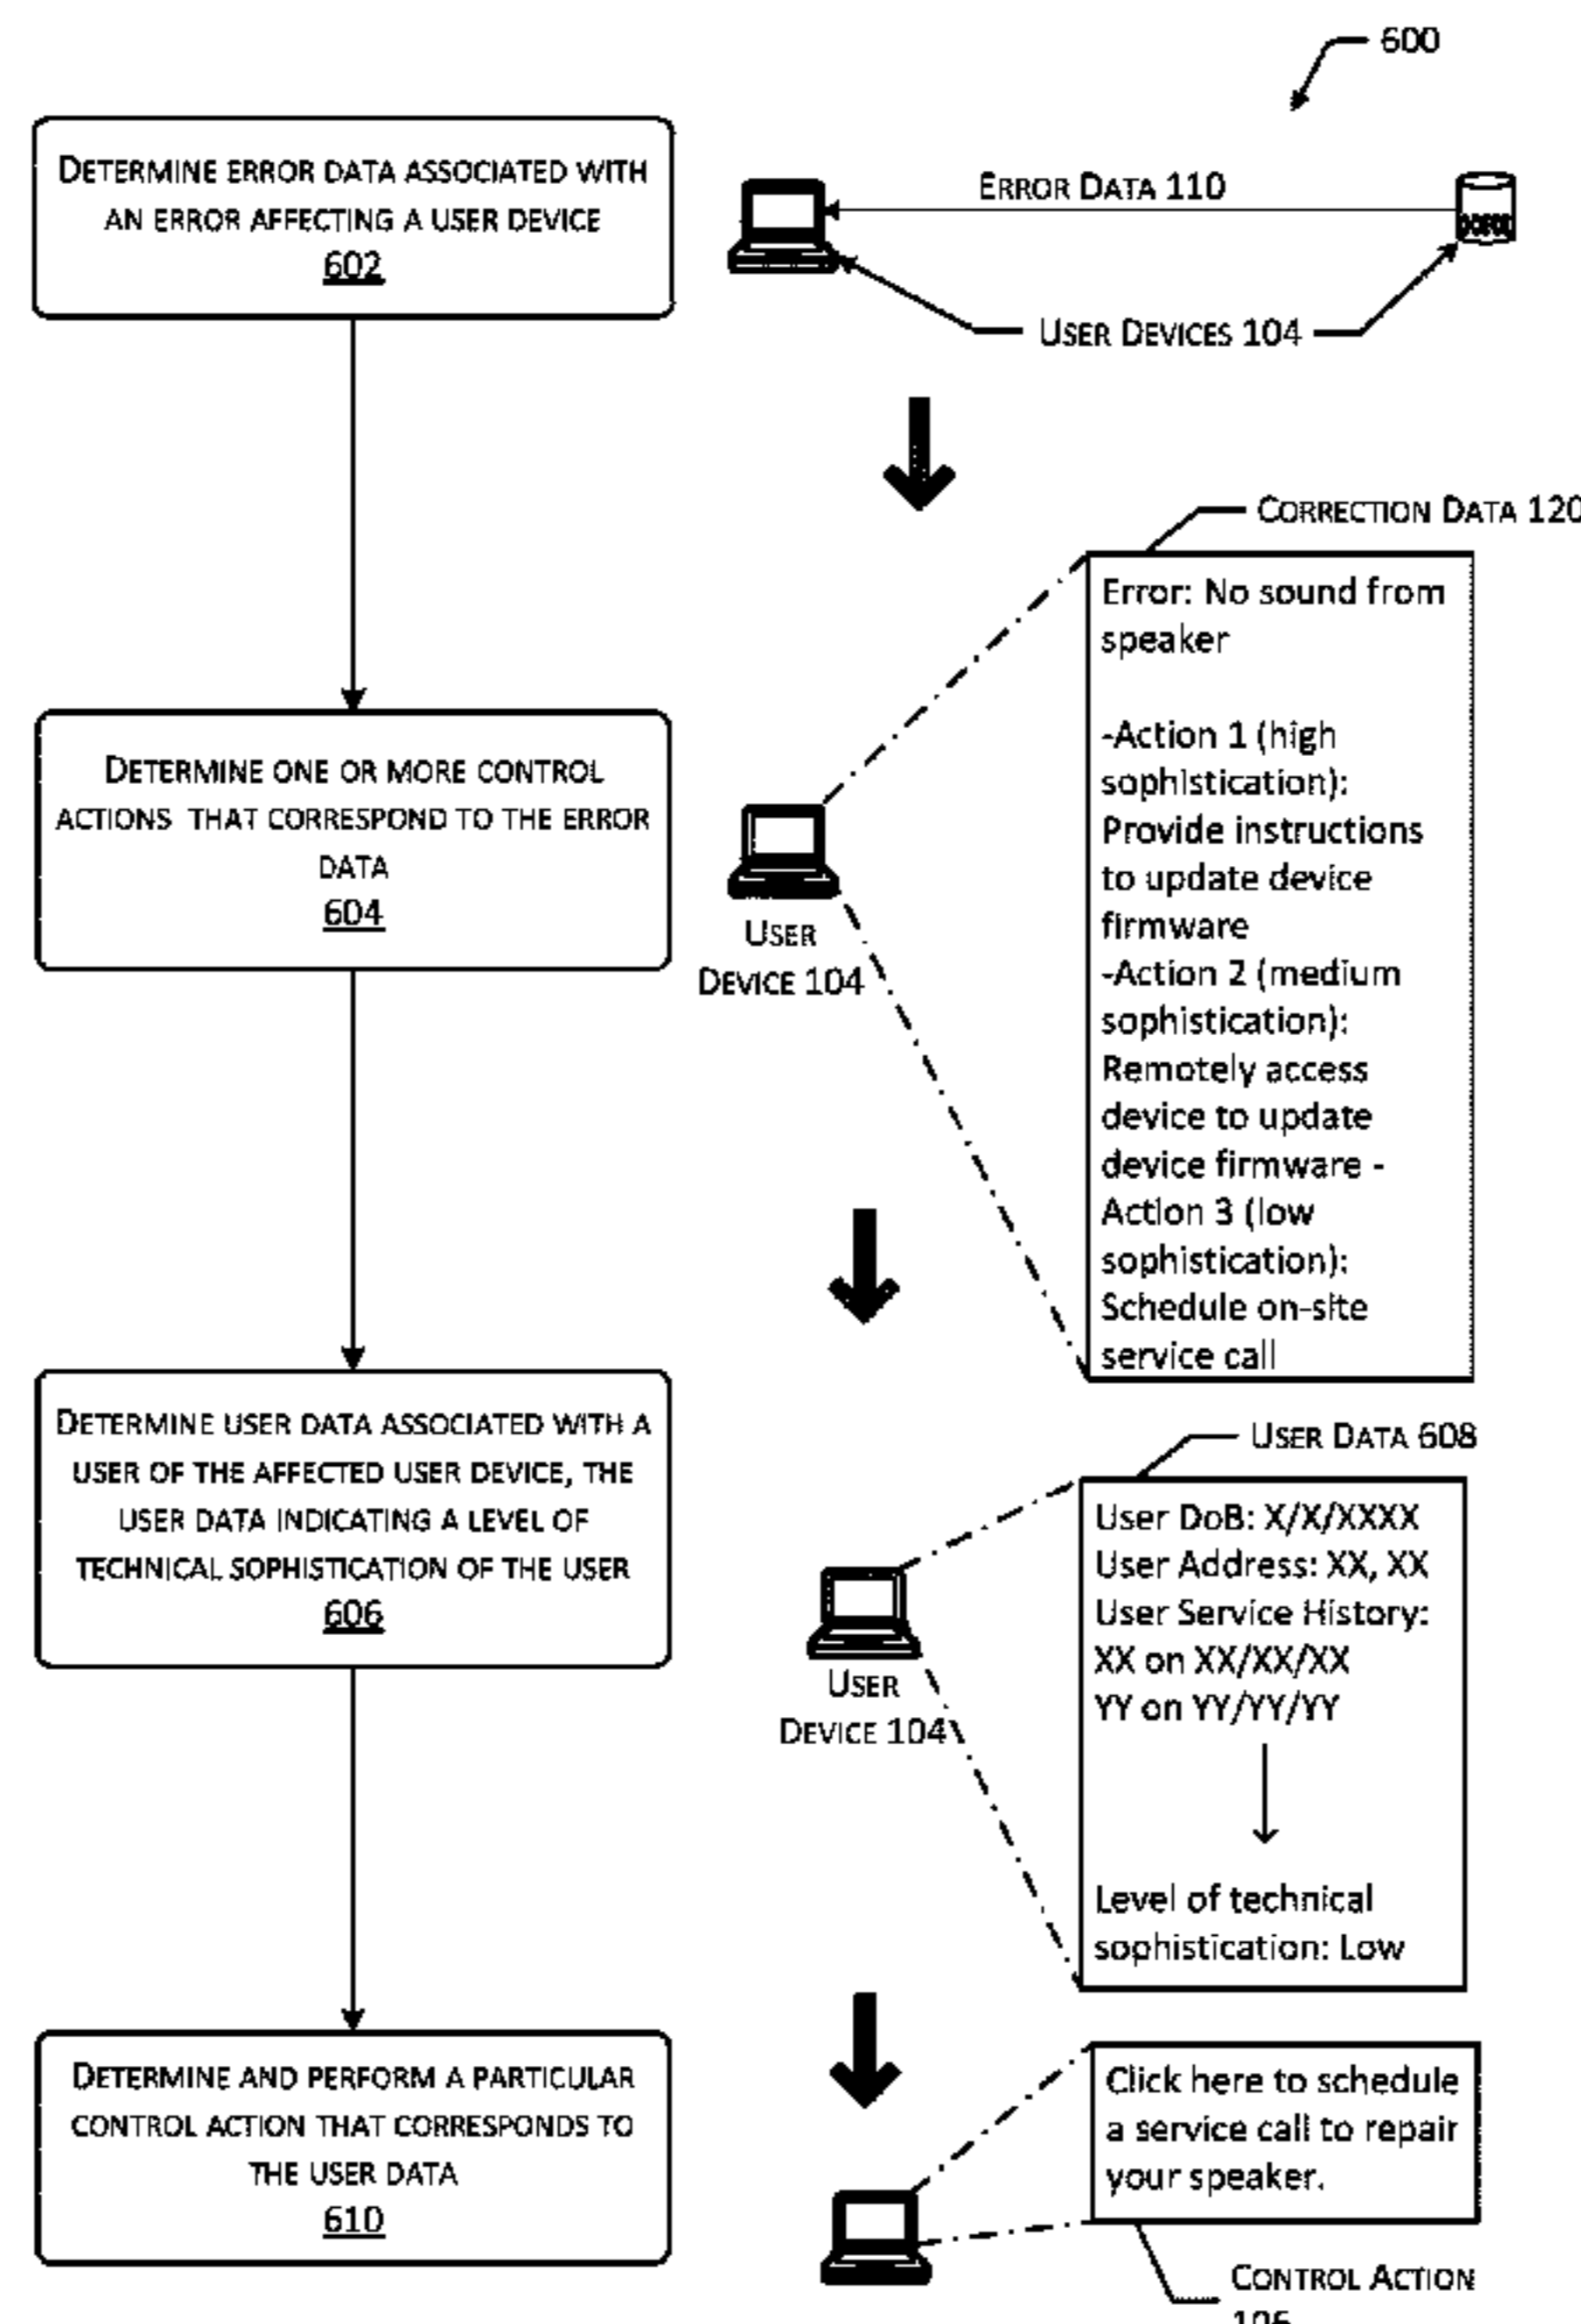 600
DETERMINE ERROR DATA ASSOCIATED WITH
AN ERROR AFFECTING A USER DEVICE
602
ERROR DATA 110
USER DEVICES 104
CORRECTION DATA 120
Error: No sound from
speaker
-Action 1 (high
sophistication):
Provide instructions
to update device
firmware
-Action 2 (medium
sophistication):
Remotely access
device to update
device firmware -
Action 3 (low
sophistication):
Schedule on-site
service call
DETERMINE ONE OR MORE CONTROL
ACTIONS THAT CORRESPOND TO THE ERROR
DATA
604
USER
DEVICE 104
DETERMINE USER DATA ASSOCIATED WITH A
USER OF THE AFFECTED USER DEVICE, THE
USER DATA INDICATING A LEVEL OF
TECHNICAL SOPHISTICATION OF THE USER
606
USER
DEVICE 104
USER DATA 608
User DoB: X/X/XXXX
User Address: XX, XX
User Service History:
XX on XX/XX/XX
YY on YY/YY/YY
Level of technical
sophistication: Low
DETERMINE AND PERFORM A PARTICULAR
CONTROL ACTION THAT CORRESPONDS TO
THE USER DATA
610
Click here to schedule
a service call to repair
your speaker.
CONTROL ACTION